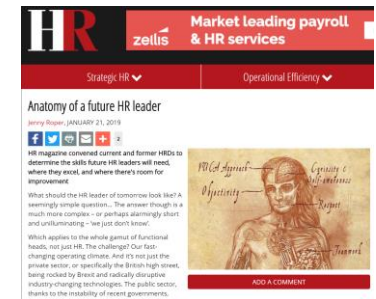 HR
zellis
Market leading payroll
& HR services
Strategic HR
Operational Efficiency
Anatomy of a future HR leader
Jenny Roper, JANUARY 21, 2019
2
HR magazine convened current and former HRDs to
determine the skills future HR leaders will need,
where they excel, and where there's room for
improvement
What should the HR leader of tomorrow look like? A
seemingly simple question... The answer though is a
much more complex – or perhaps alarmingly short
and unilluminating – 'we just don't know'.
Which applies to the whole gamut of functional
heads, not just HR. The challenge? Our fast-
changing operating climate. And it's not just the
private sector, or specifically the British high street,
being rocked by Brexit and radically disruptive
industry-changing technologies. The public sector,
thanks to the instability of recent governments,
Approach
Objectivity
Curiosity &
Self-awareness
Respect
Teamwork
ADD A COMMENT